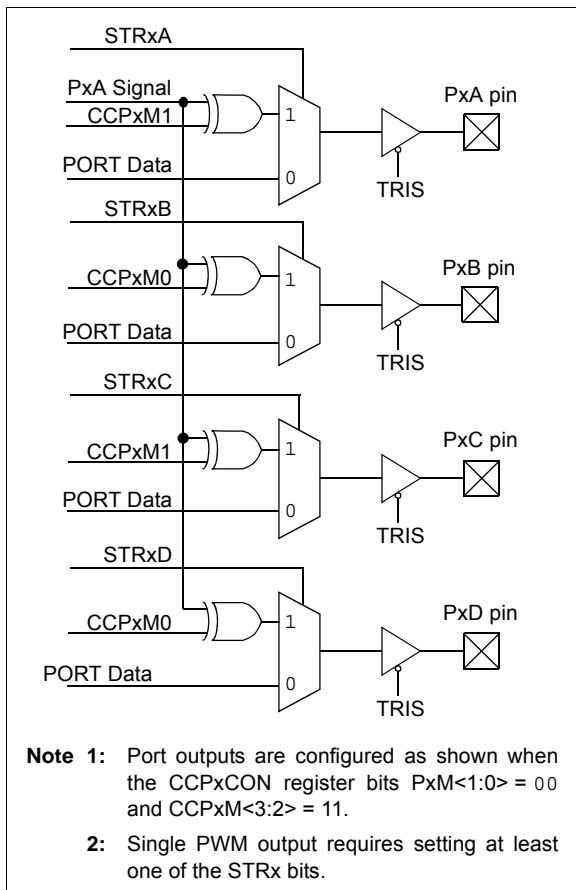 STRxA
PxA Signal
CCPxM1
1
PORT Data
0
PxA pin
TRIS
STRxB
CCPxM0
1
PORT Data
0
PxB pin
TRIS
STRxC
CCPxM1
1
PORT Data
0
PxC pin
TRIS
STRxD
CCPxM0
1
PORT Data
0
PxD pin
TRIS
Note 1: Port outputs are configured as shown when
the CCPxCON register bits PxM<1:0> = 00
and CCPxM<3:2> = 11.
2: Single PWM output requires setting at least
one of the STRx bits.